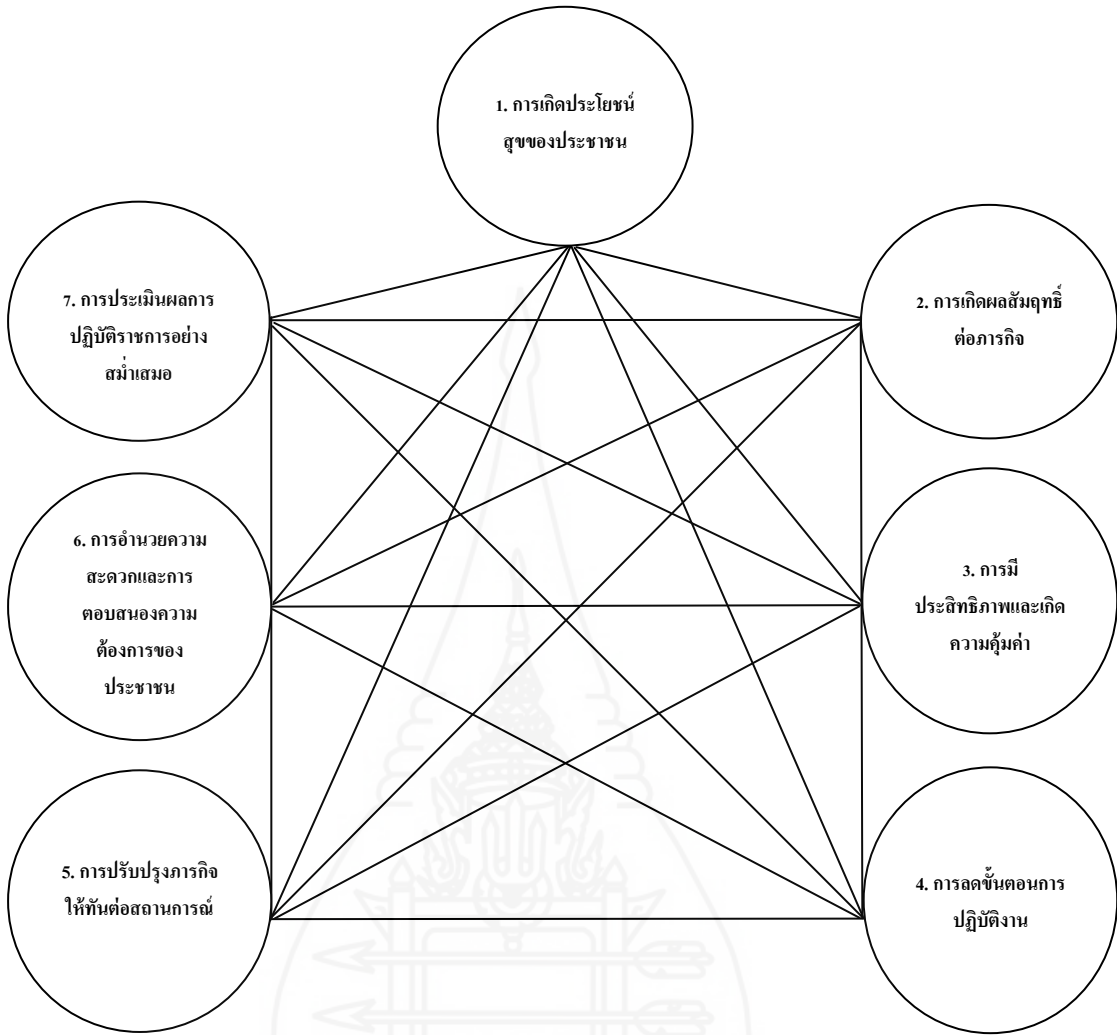 1. การเกิดประโยชน์
สุขของประชาชน
2. การเกิดผลสัมฤทธิ์
ต่อภารกิจ
3. การมี
ประสิทธิภาพและเกิด
ความคุ้มค่า
4. การลดขั้นตอนการ
ปฏิบัติงาน
5. การปรับปรุงภารกิจ
ให้ทันต่อสถานการณ์
6. การอำนวยความ
สะดวกและการ
ตอบสนองความ
ต้องการของ
ประชาชน
7. การประเมินผลการ
ปฏิบัติราชการอย่าง
สม่ำเสมอ